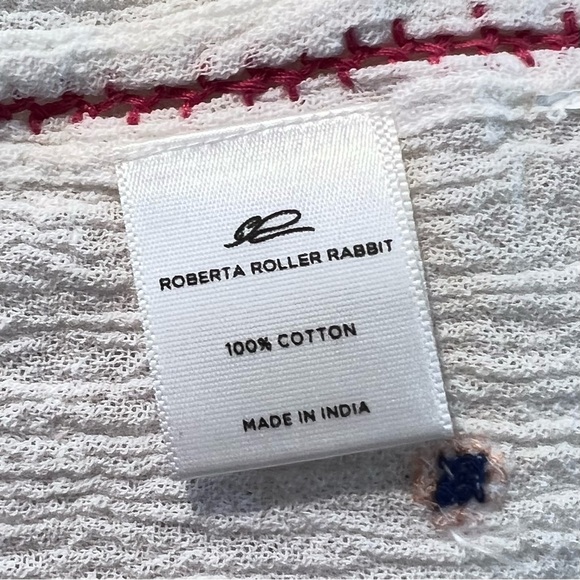 ROBERTA ROLLER RABBIT
100% COTTON
MADE IN INDIA